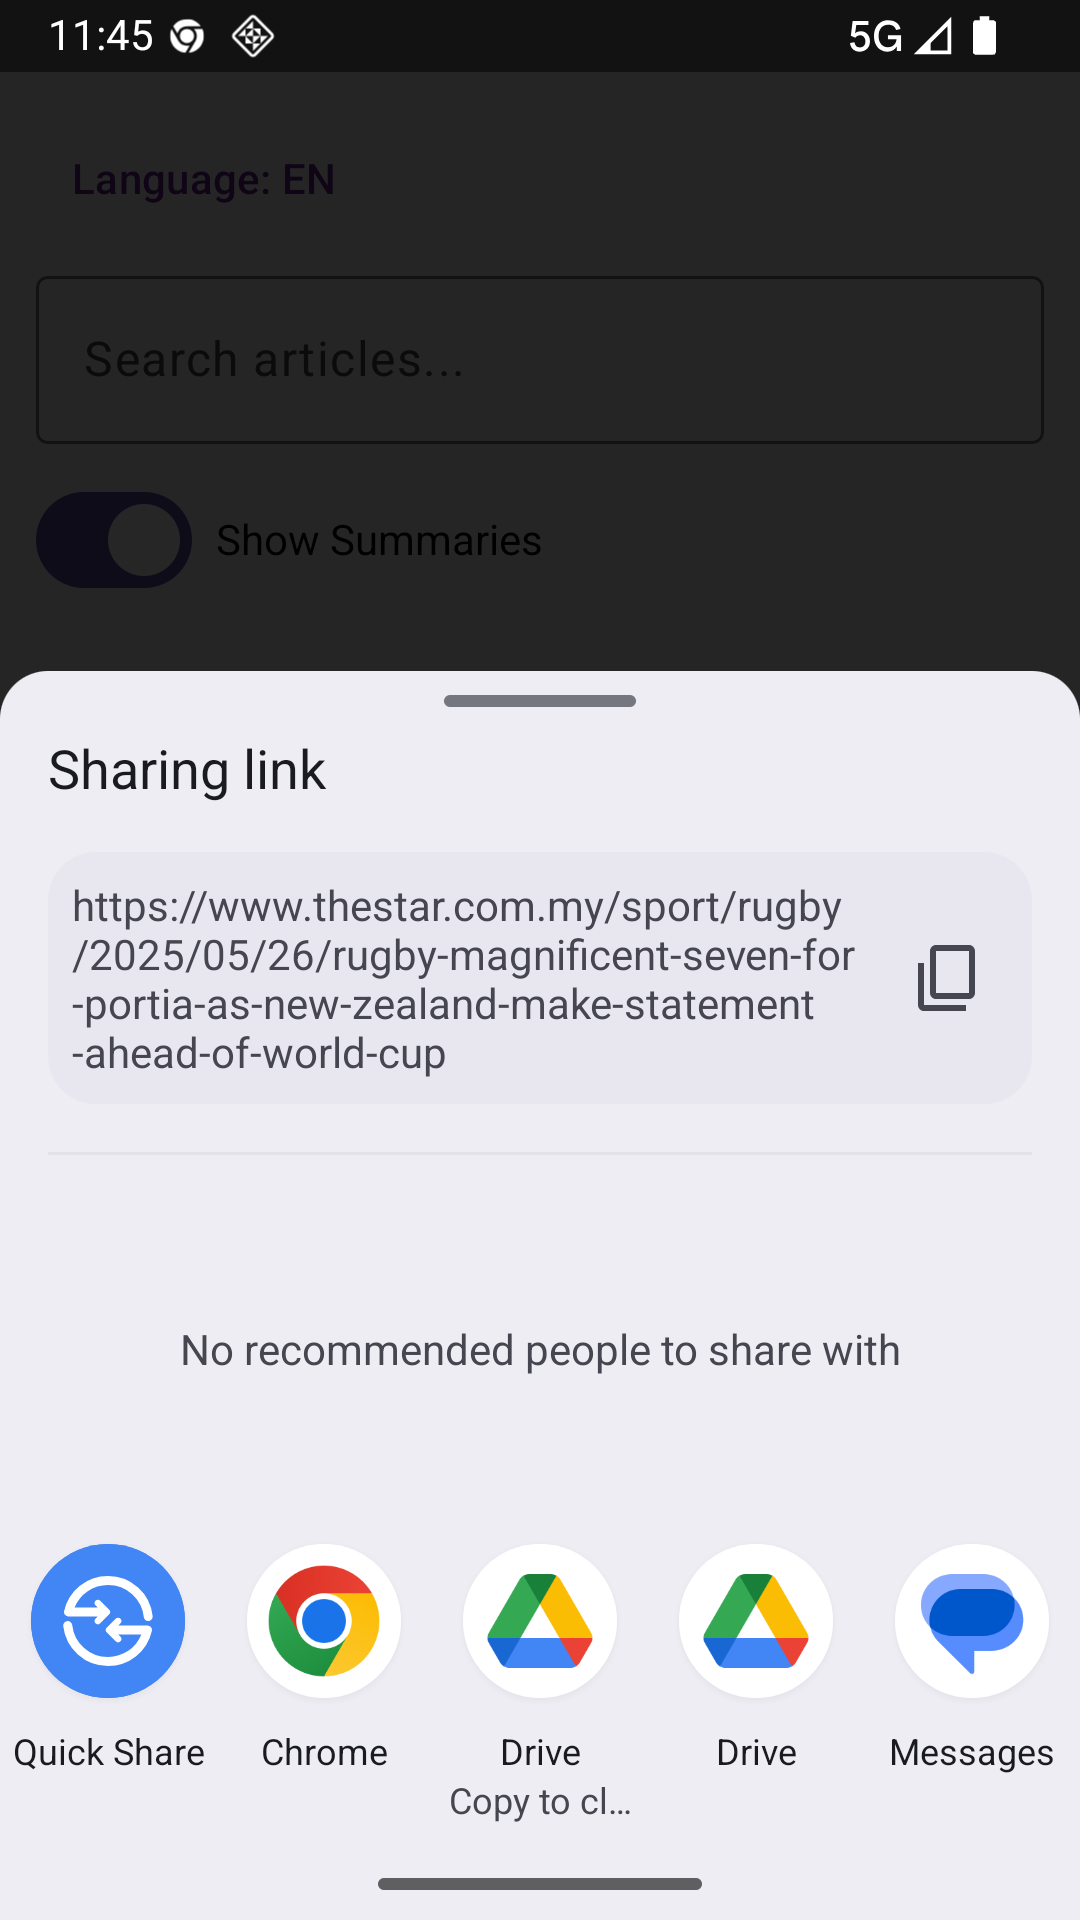 11:45
5G
Language: EN
Search articles...
Show Summaries
Sharing link
https://www.thestar.com.my/sport/rugby
/2025/05/26/rugby-magnificent-seven-for
-portia-as-new-zealand-make-statement
-ahead-of-world-cup
No recommended people to share with
Quick Share
Chrome
Drive
Copy to cl…
Drive
Messages